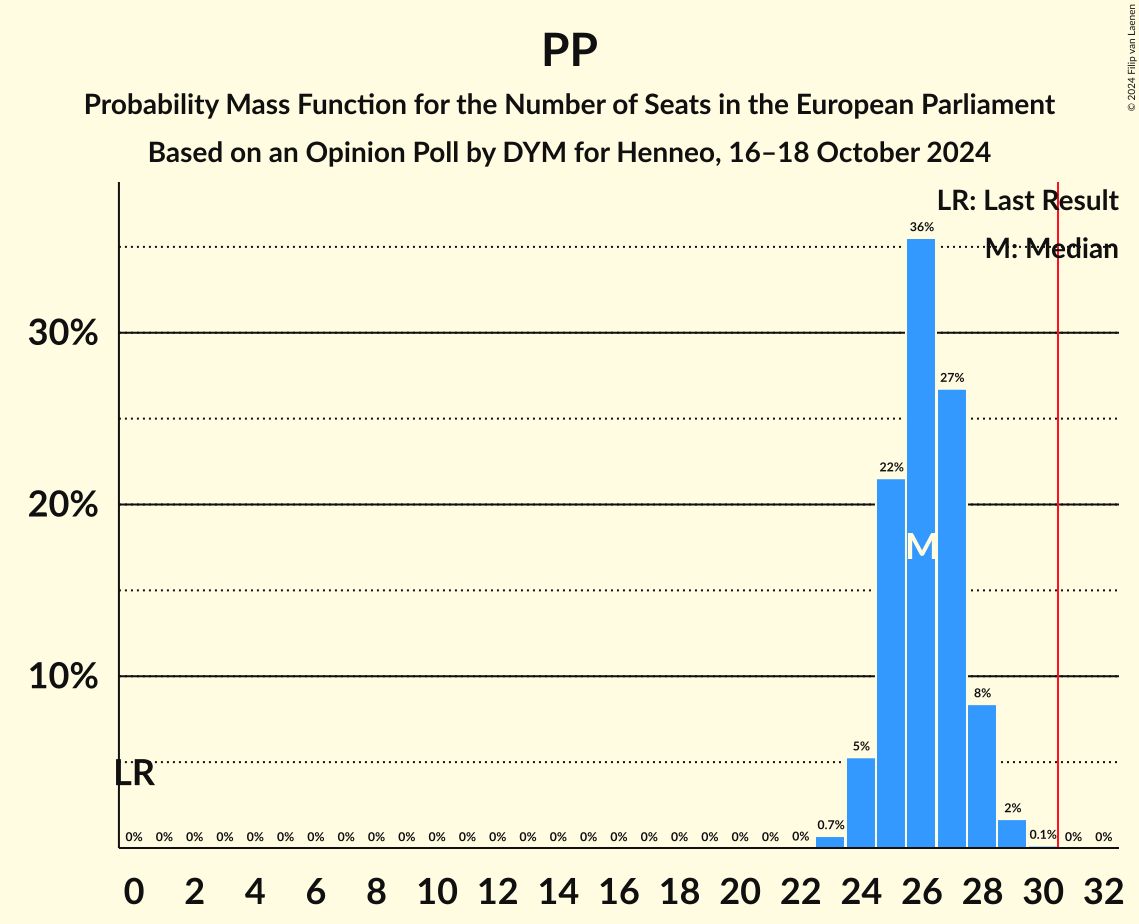 © 2024 Filip van Laenen
PP
Probability Mass Function for the Number of Seats in the European Parliament
Based on an Opinion Poll by DYM for Henneo, 16–18 October 2024
LR: Last Result
M: Median
36%
30%
27%
22%
20%
M
10%
8%
5%
LR
2%
0% 0% 0% 0% 0% 0% 0% 0% 0% 0% 0% 0% 0% 0% 0% 0% 0% 0% 0% 0% 0% 0% 0% 0.7% 0.1% 0% 0%
0 2 4 6 8 10 12 14 16 18 20 22 24 26 28 30 32